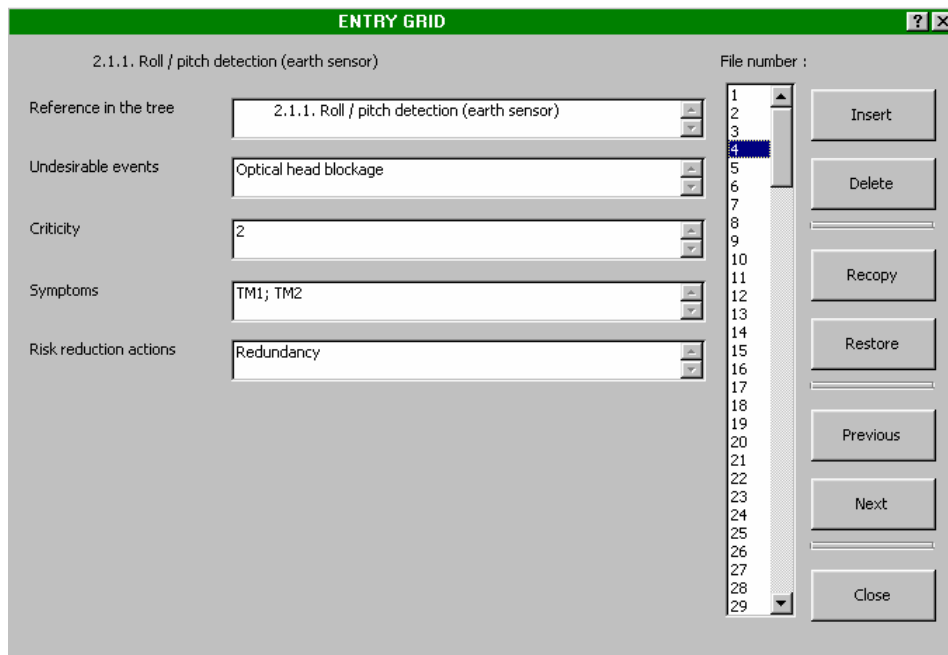 ENTRY GRID
2.1.1. Roll / pitch detection (earth sensor)
File number :
Reference in the tree
2.1.1. Roll / pitch detection (earth sensor)
Undesirable events
Optical head blockage
Criticity
2
Symptoms
TM1; TM2
Risk reduction actions
Redundancy
1
2
3
4
5
6
7
8
9
10
11
12
13
14
15
16
17
18
19
20
21
22
23
24
25
26
27
28
29
Insert
Delete
Recopy
Restore
Previous
Next
Close